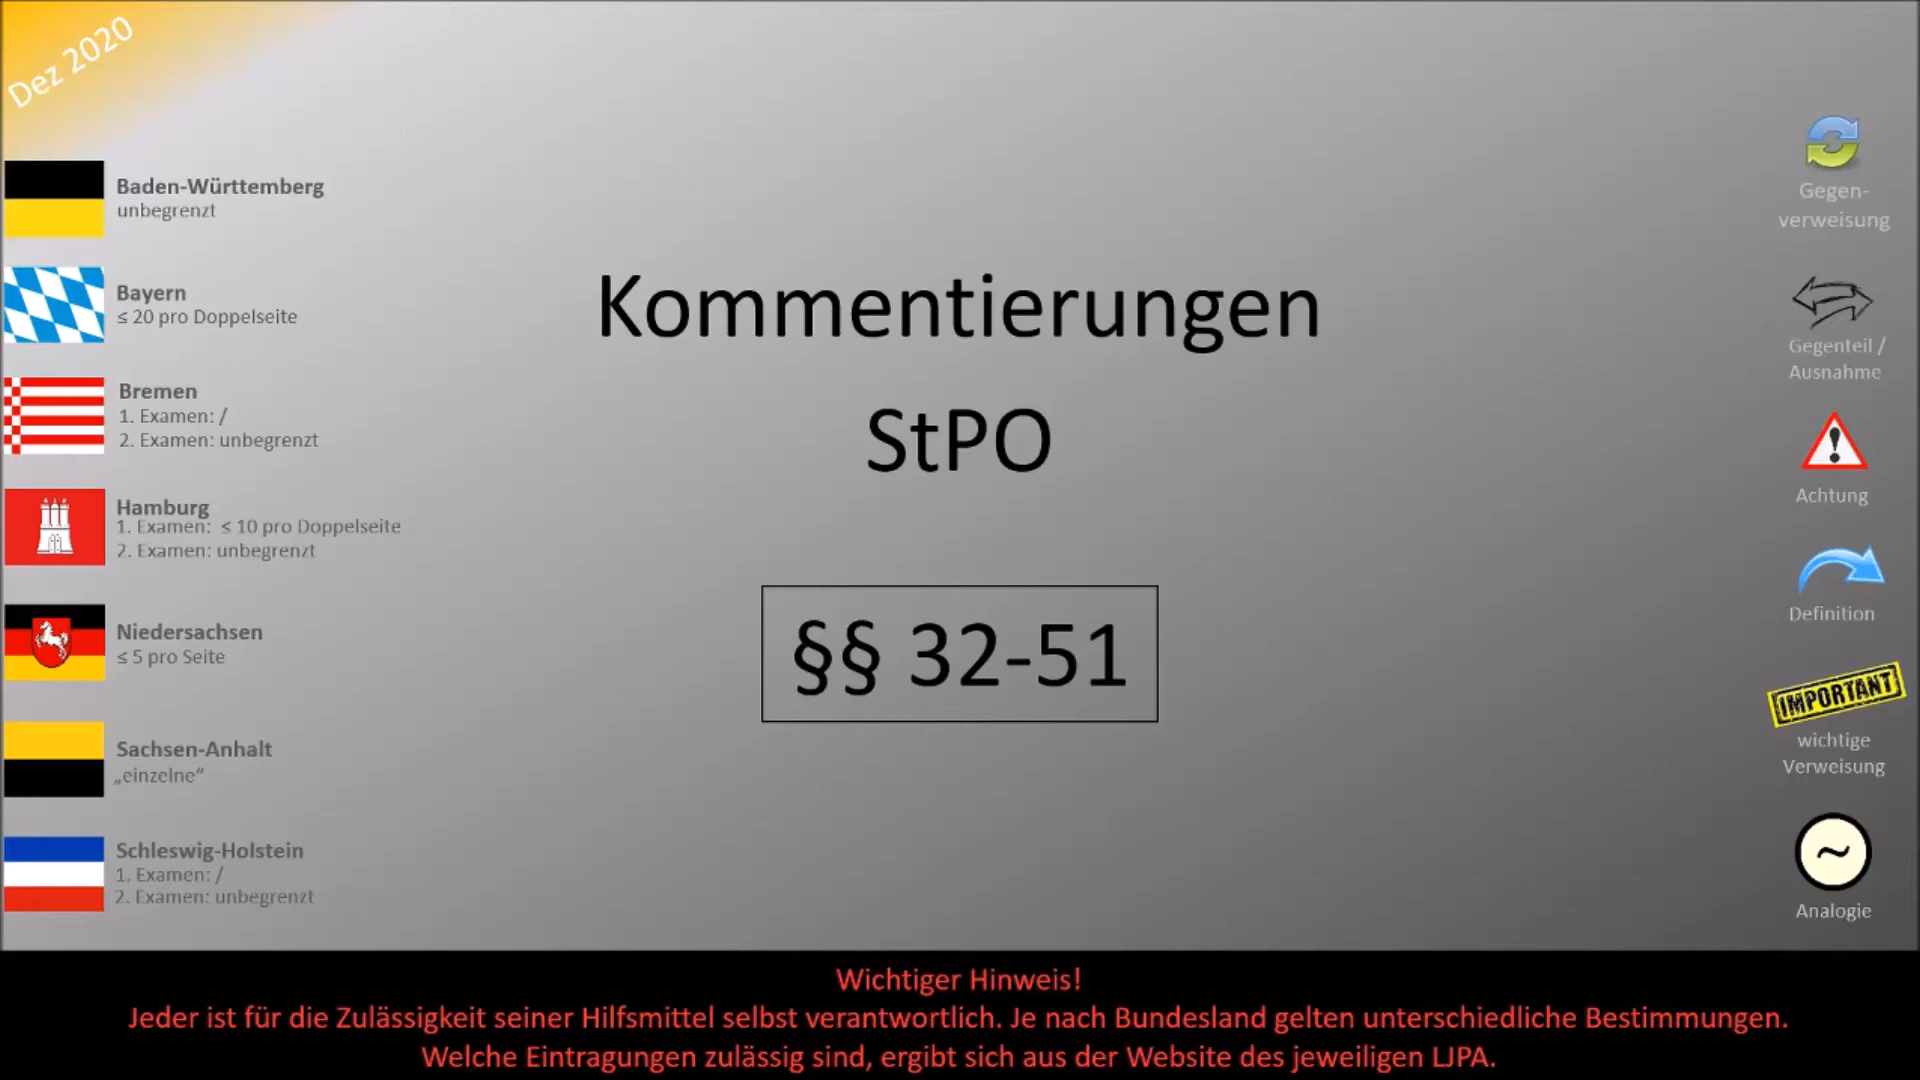 Dez 2020
Baden-Württemberg
unbegrenzt
Bayern
≤ 20 pro Doppelseite
Bremen
1. Examen: /
2. Examen: unbegrenzt
Hamburg
1. Examen: ≤ 10 pro Doppelseite
2. Examen: unbegrenzt
Niedersachsen
≤ 5 pro Seite
Sachsen-Anhalt
„einzelne“
Schleswig-Holstein
1. Examen: /
2. Examen: unbegrenzt
Kommentierungen
StPO
§§ 32-51
Gegen-
verweisung
Gegenteil /
Ausnahme
Achtung
Definition
IMPORTANT
wichtige
Verweisung
~
Analogie
Wichtiger Hinweis!
Jeder ist für die Zulässigkeit seiner Hilfsmittel selbst verantwortlich. Je nach Bundesland gelten unterschiedliche Bestimmungen.
Welche Eintragungen zulässig sind, ergibt sich aus der Website des jeweiligen LJPA.